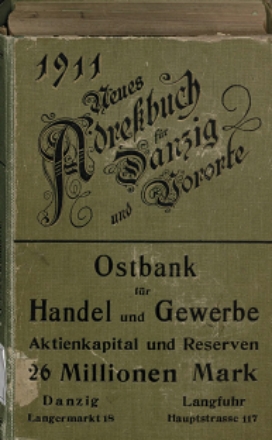 1911
Neues
Adreßbuch
für
Danzig
und Vororte
Ostbank
für
Handel und Gewerbe
Aktienkapital und Reserven
26 Millionen Mark
Danzig Langfuhr
Langermarkt 18 Hauptstrasse 117